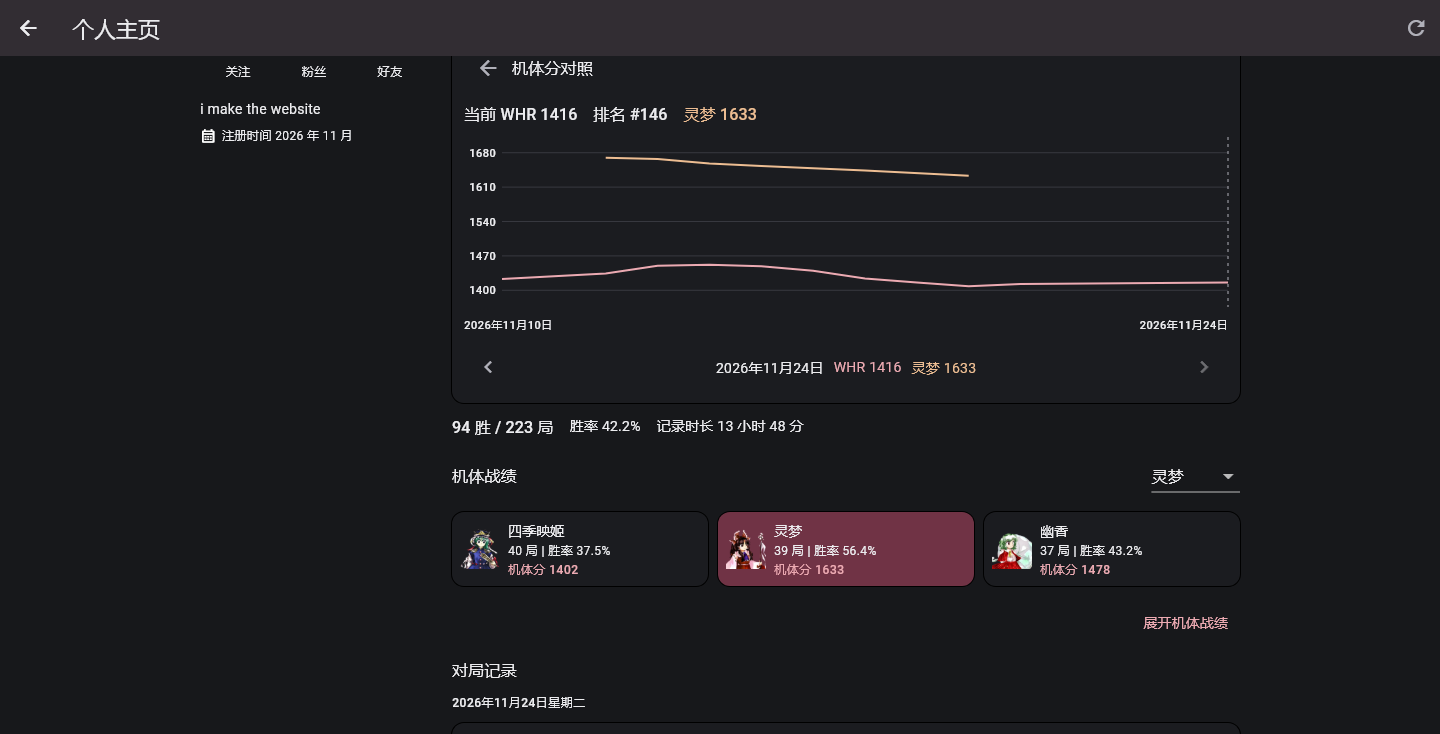 个人主页
关注 粉丝 好友
i make the website
注册时间 2026 年 11 月
机体分对照
当前 WHR 1416 排名 #146 灵梦 1633
1680
1610
1540
1470
1400
2026年11月10日 2026年11月24日
2026年11月24日 WHR 1416 灵梦 1633
94 胜 / 223 局 胜率 42.2% 记录时长 13 小时 48 分
机体战绩 灵梦
四季映姬
40 局 | 胜率 37.5%
机体分 1402
灵梦
39 局 | 胜率 56.4%
机体分 1633
幽香
37 局 | 胜率 43.2%
机体分 1478
展开机体战绩
对局记录
2026年11月24日星期二